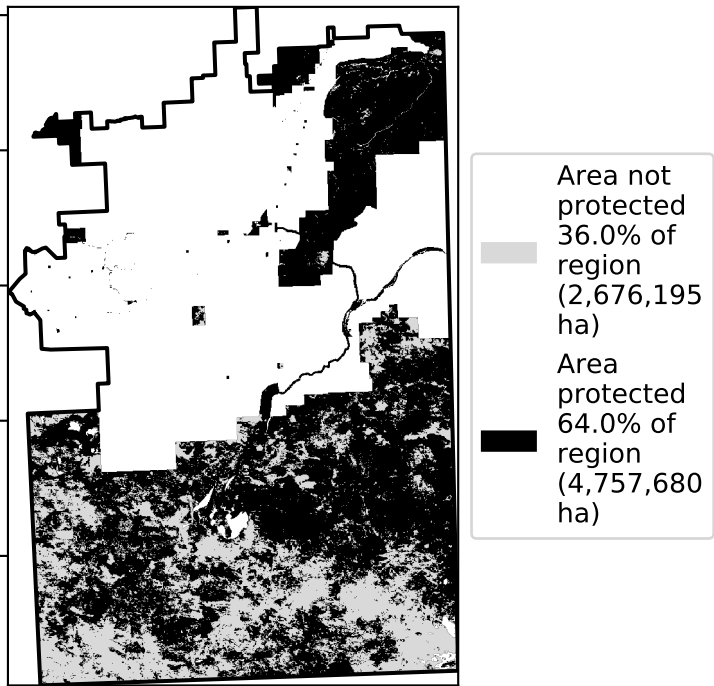 Area not
protected
36.0% of
region
(2,676,195
ha)
Area
protected
64.0% of
region
(4,757,680
ha)